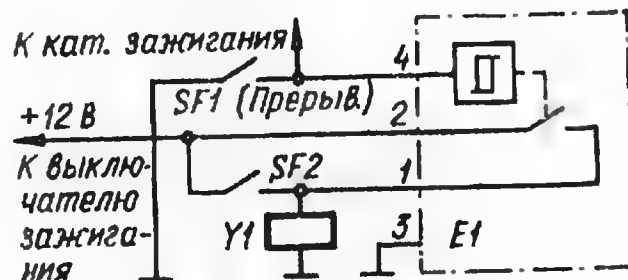 К кат. зажигания
4
SF1 (Прерыв.)
+12 В
2
К выклю-
чателю
зажига-
ния
SF2
1
Y1
3
E1